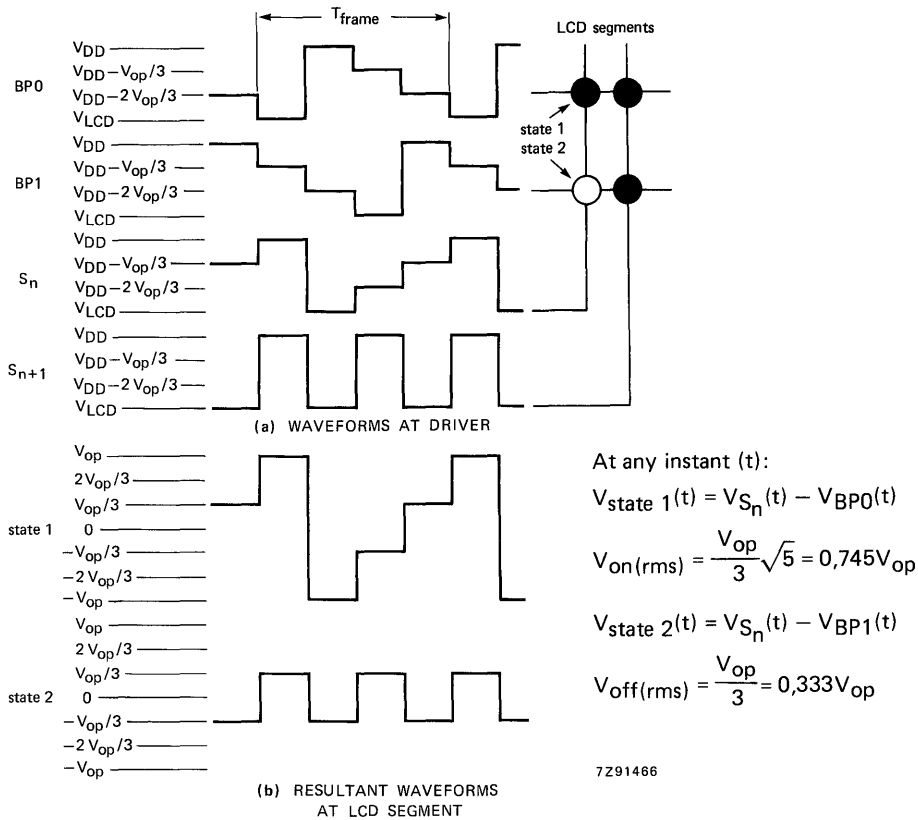 T_frame
LCD segments
BP0
V_DD
V_DD−V_op/3
V_DD−2V_op/3
V_LCD
state 1
state 2
BP1
V_DD
V_DD−V_op/3
V_DD−2V_op/3
V_LCD
S_n
V_DD
V_DD−V_op/3
V_DD−2V_op/3
V_LCD
S_n+1
V_DD
V_DD−V_op/3
V_DD−2V_op/3
V_LCD
(a) WAVEFORMS AT DRIVER
state 1
V_op
2V_op/3
V_op/3
0
−V_op/3
−2V_op/3
−V_op
state 2
V_op
2V_op/3
V_op/3
0
−V_op/3
−2V_op/3
−V_op
(b) RESULTANT WAVEFORMS
AT LCD SEGMENT
At any instant (t):
V_state 1(t) = V_Sn(t) − V_BP0(t)
V_on(rms) = V_op/3 √5 = 0,745V_op
V_state 2(t) = V_Sn(t) − V_BP1(t)
V_off(rms) = V_op/3 = 0,333V_op
7Z91466